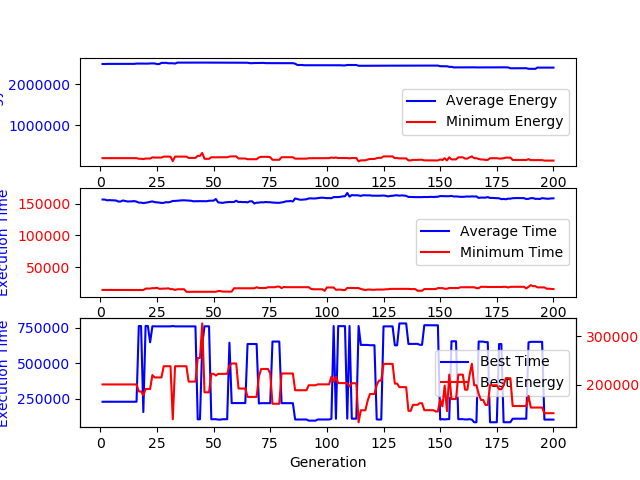 2000000
1000000
Average Energy
Minimum Energy
0 25 50 75 100 125 150 175 200
Execution Time
150000
100000
50000
Average Time
Minimum Time
0 25 50 75 100 125 150 175 200
Execution Time
750000
500000
250000
300000
200000
Best Time
Best Energy
0 25 50 75 100 125 150 175 200
Generation